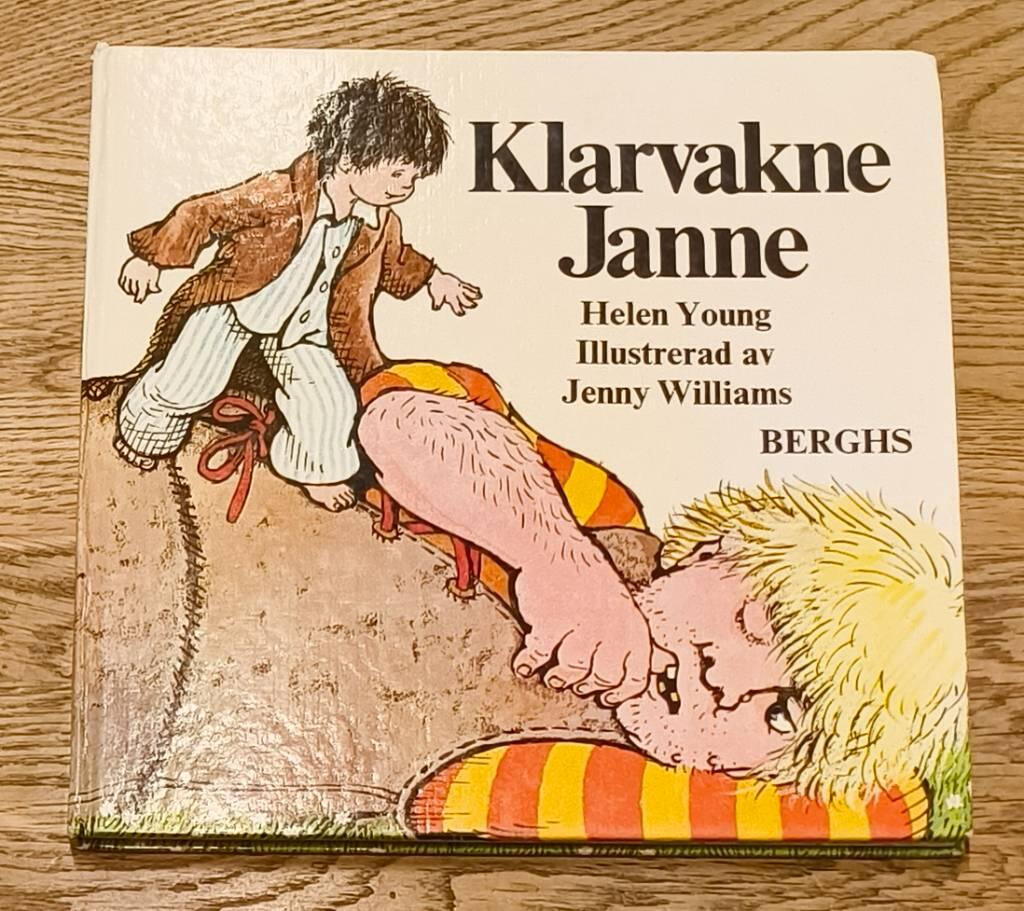 Klarvakne
Janne
Helen Young
Illustrerad av
Jenny Williams
BERGHS